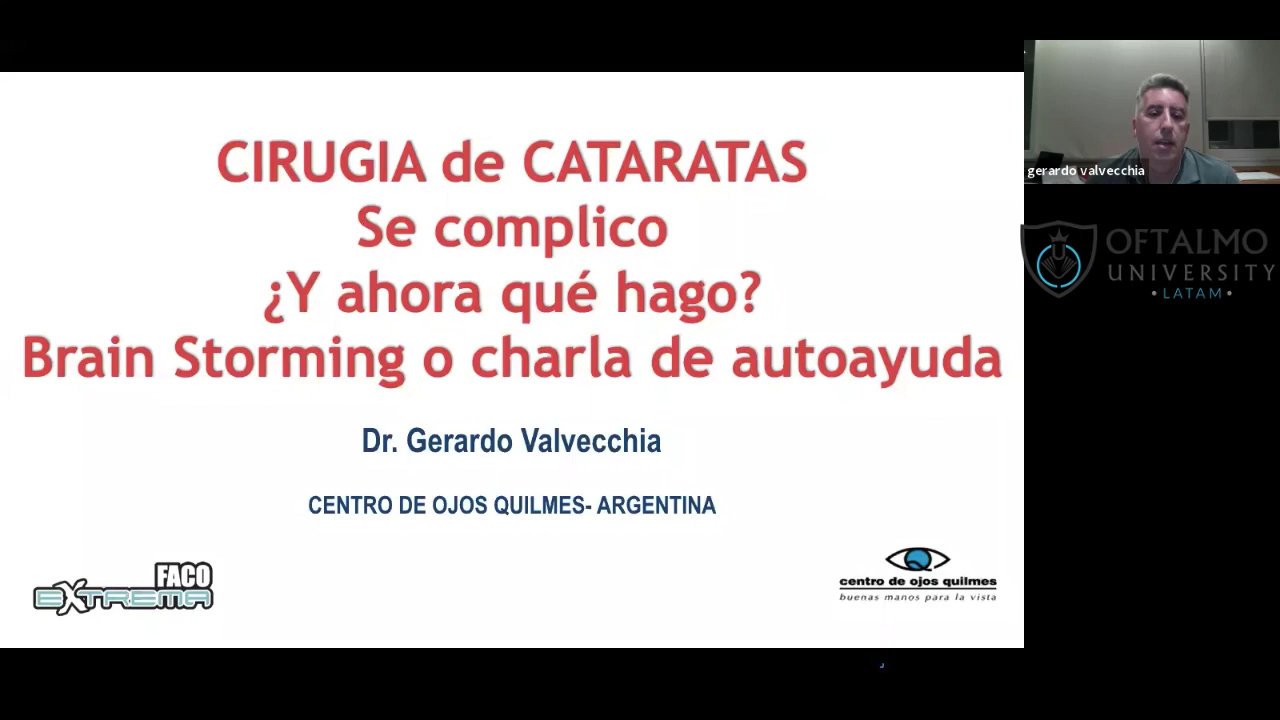 CIRUGIA de CATARATAS
Se complico
¿Y ahora qué hago?
Brain Storming o charla de autoayuda
Dr. Gerardo Valvecchia
CENTRO DE OJOS QUILMES- ARGENTINA
FACO
EXTREMA
centro de ojos quilmes
buenas manos para la vista
gerardo valvecchia
OFTALMO
UNIVERSITY
• LATAM •